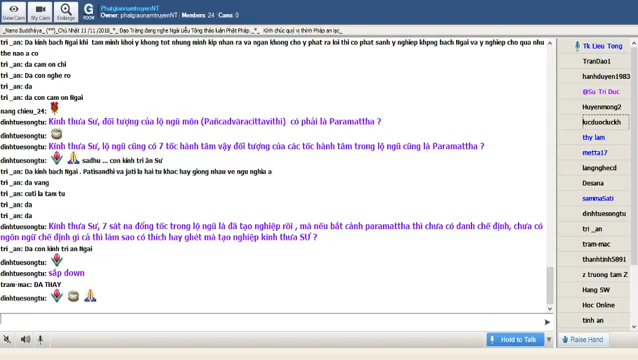 PhatgiaonamtruyenNT
Owner: phatgiaonamtruyenNT Members: 24 Cams: 0
View Cam My Cam Enlarge G ROOM
_Namo Buddhāya_ (**)_Chủ Nhật 11 /11 /2018_*_ Đạo Tràng đang nghe Ngài Liễu Tông thảo luận Phật Pháp._*_ Kính chúc quý vị thính Pháp an lạc_
tri _an: Da kinh bach Ngai khi tam minh khoi y khong tot nhung minh kip nhan ra va ngan khong cho y phat ra loi thi co phat sanh y nghiep khpng bach Ngai va y nghiep cho qua nhu
the nao a co
tri _an: da cam on chi
tri _an: Da con nghe ro
tri _an: da
tri _an: da con cam on Ngai
nang chieu_24:
dinhtuesongtu: Kính thưa Sư, đối tượng của lộ ngũ môn (Pañcadvāracittavithi) có phải là Paramattha ?
dinhtuesongtu:
dinhtuesongtu: Kính thưa Sư, lộ ngũ cũng có 7 tốc hành tâm vậy đối tượng của các tốc hành tâm trong lộ ngũ cũng là Paramattha ?
dinhtuesongtu: sadhu ... con kính tri ân Sư
tri _an: Da kinh bach Ngai . Patisandhi va jati la hai tu khac hay giong nhau ve ngu nghia a
tri _an: da vang
tri _an: cuti la tam tu
tri _an: da
tri _an: da
dinhtuesongtu: Kính thưa Sư, 7 sát na đổng tốc trong lộ ngũ là đã tạo nghiệp rồi , mà nếu bắt cảnh paramattha thì chưa có danh chế định, chưa có
ngôn ngữ chế định gì cả thì làm sao có thích hay ghét mà tạo nghiệp kính thưa SƯ ?
tri _an: Da con kinh tri an Ngai
dinhtuesongtu:
dinhtuesongtu: sắp down
tram-mac: DA THAY
dinhtuesongtu:
Tk Lieu Tong
TranDao1
hanhduyen1983
@Su Tri Duc
Huyenmong2
lucduocluckh
thy lam
metta17
langnghecd
Desana
sammaSati
dinhtuesongtu
tri _an
tram-mac
thanhtinh5891
z truong tam Z
Hang SW
Hoc Online
tinh an
Hold to Talk
Raise Hand